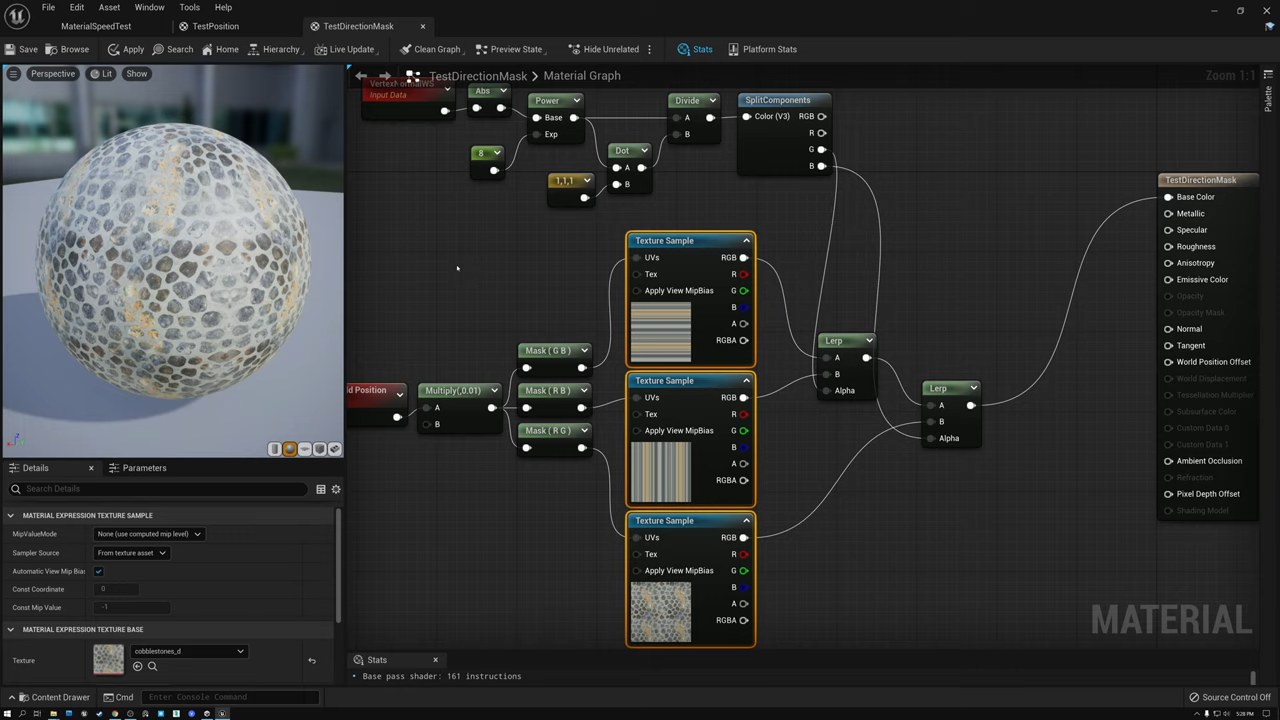 File Edit Asset Window Tools Help
MaterialSpeedTest TestPosition TestDirectionMask
Save Browse Apply Search Home Hierarchy Live Update Clean Graph Preview State Hide Unrelated Stats Platform Stats
Perspective Lit Show
TestDirectionMask > Material Graph Zoom 1:1
Palette
VertexNormalWS
Input Data
Abs
Power
Base
Exp
8
1,1,1
Dot
A
B
Divide
A
B
SplitComponents
Color (V3) RGB
R
G
B
Texture Sample
UVs RGB
Tex R
Apply View MipBias G
B
A
RGBA
Mask ( G B )
Mask ( R B )
Mask ( R G )
ld Position
Multiply(,0.01)
A
B
Texture Sample
UVs RGB
Tex R
Apply View MipBias G
B
A
RGBA
Texture Sample
UVs RGB
Tex R
Apply View MipBias G
B
A
RGBA
Lerp
A
B
Alpha
Lerp
A
B
Alpha
TestDirectionMask
Base Color
Metallic
Specular
Roughness
Anisotropy
Emissive Color
Opacity
Opacity Mask
Normal
Tangent
World Position Offset
World Displacement
Tessellation Multiplier
Subsurface Color
Custom Data 0
Custom Data 1
Ambient Occlusion
Refraction
Pixel Depth Offset
Shading Model
MATERIAL
Details Parameters
Search Details
MATERIAL EXPRESSION TEXTURE SAMPLE
MipValueMode None (use computed mip level)
Sampler Source From texture asset
Automatic View Mip Bias
Const Coordinate 0
Const Mip Value -1
MATERIAL EXPRESSION TEXTURE BASE
Texture cobblestones_d
Stats
Base pass shader: 161 instructions
Content Drawer Cmd Enter Console Command Source Control Off
5:28 PM